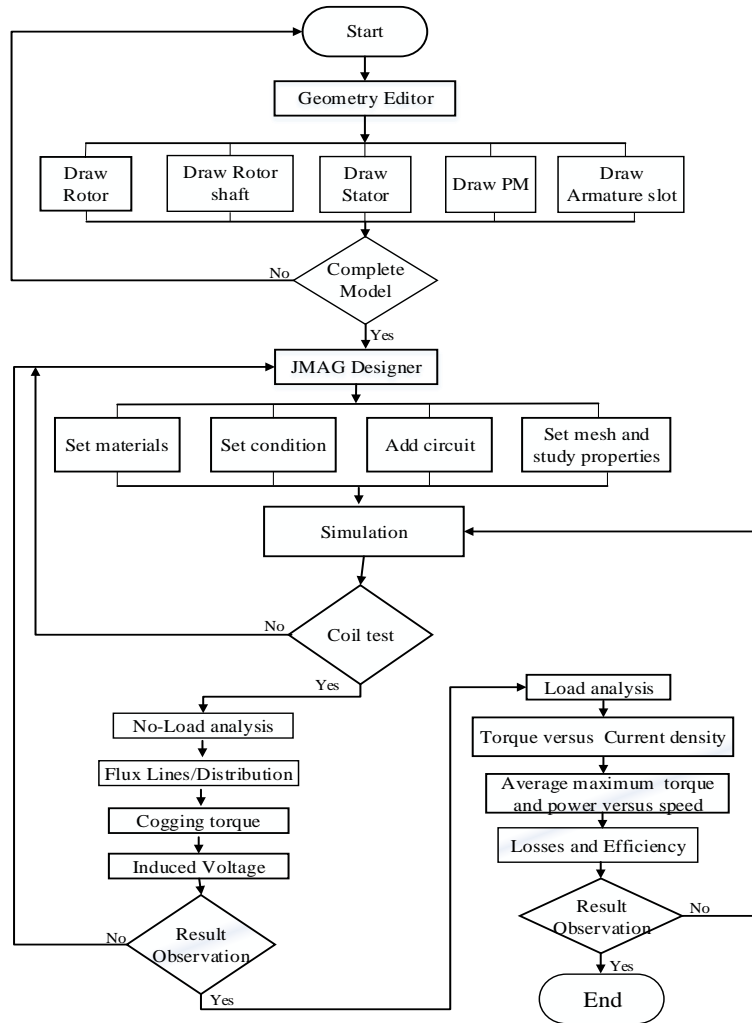 Start
Geometry Editor
Draw
Rotor
Draw Rotor
shaft
Draw
Stator
Draw PM
Draw
Armature slot
No
Complete
Model
Yes
JMAG Designer
Set materials
Set condition
Add circuit
Set mesh and
study properties
Simulation
No
Coil test
Yes
No-Load analysis
Flux Lines/Distribution
Cogging torque
Induced Voltage
No
Result
Observation
Yes
Load analysis
Torque versus Current density
Average maximum torque
and power versus speed
Losses and Efficiency
Result
Observation
No
Yes
End